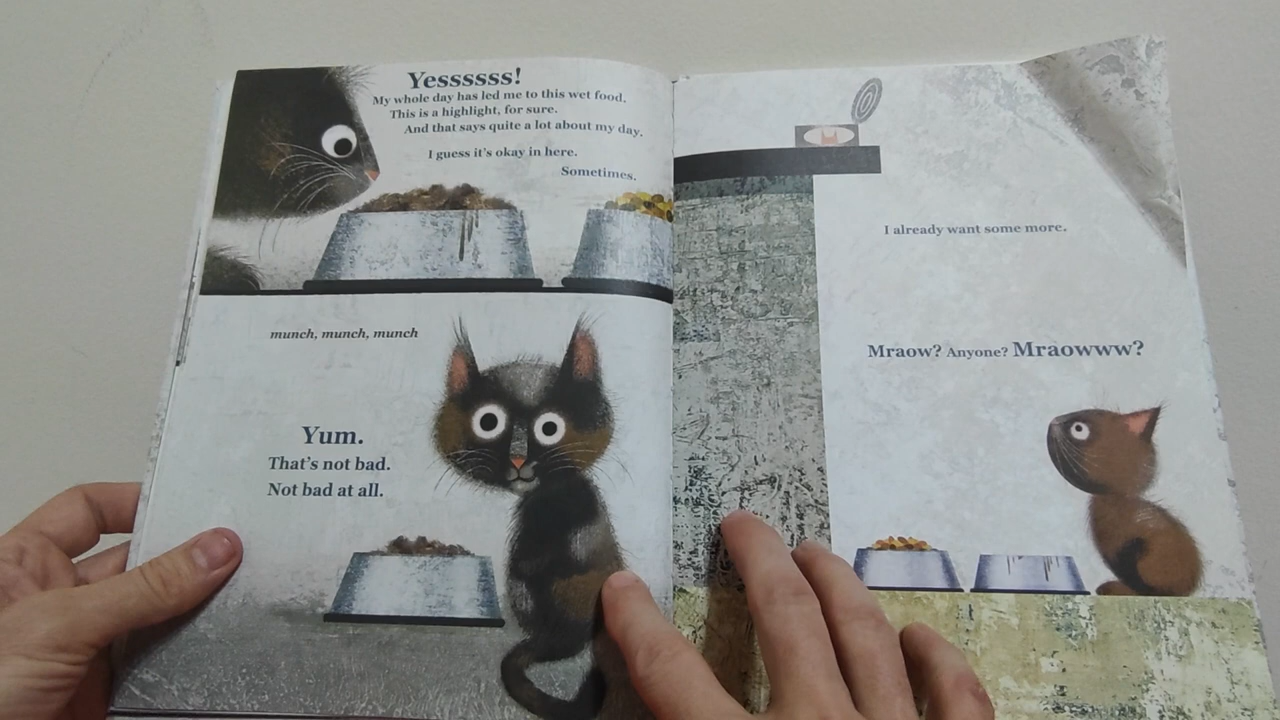 Yessssss!
My whole day has led me to this wet food.
This is a highlight, for sure.
And that says quite a lot about my day.
I guess it's okay in here.
Sometimes.
munch, munch, munch
Yum.
That's not bad.
Not bad at all.
I already want some more.
Mraow? Anyone? Mraowww?